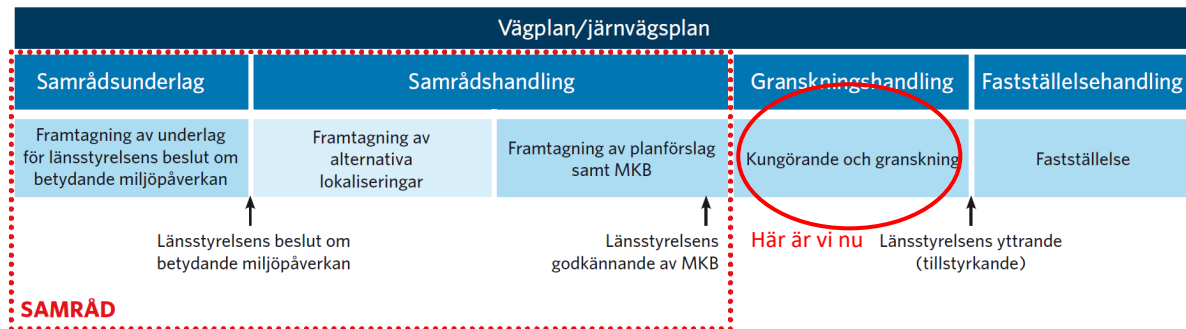 Vägplan/järnvägsplan
Samrådsunderlag
Samrådshandling
Granskningshandling
Fastställelsehandling
Framtagning av underlag
för länsstyrelsens beslut om
betydande miljöpåverkan
Framtagning av
alternativa
lokaliseringar
Framtagning av planförslag
samt MKB
Kungörande och granskning
Fastställelse
Länsstyrelsens beslut om
betydande miljöpåverkan
Länsstyrelsens
godkännande av MKB
Här är vi nu
Länsstyrelsens yttrande
(tillstyrkande)
SAMRÅD